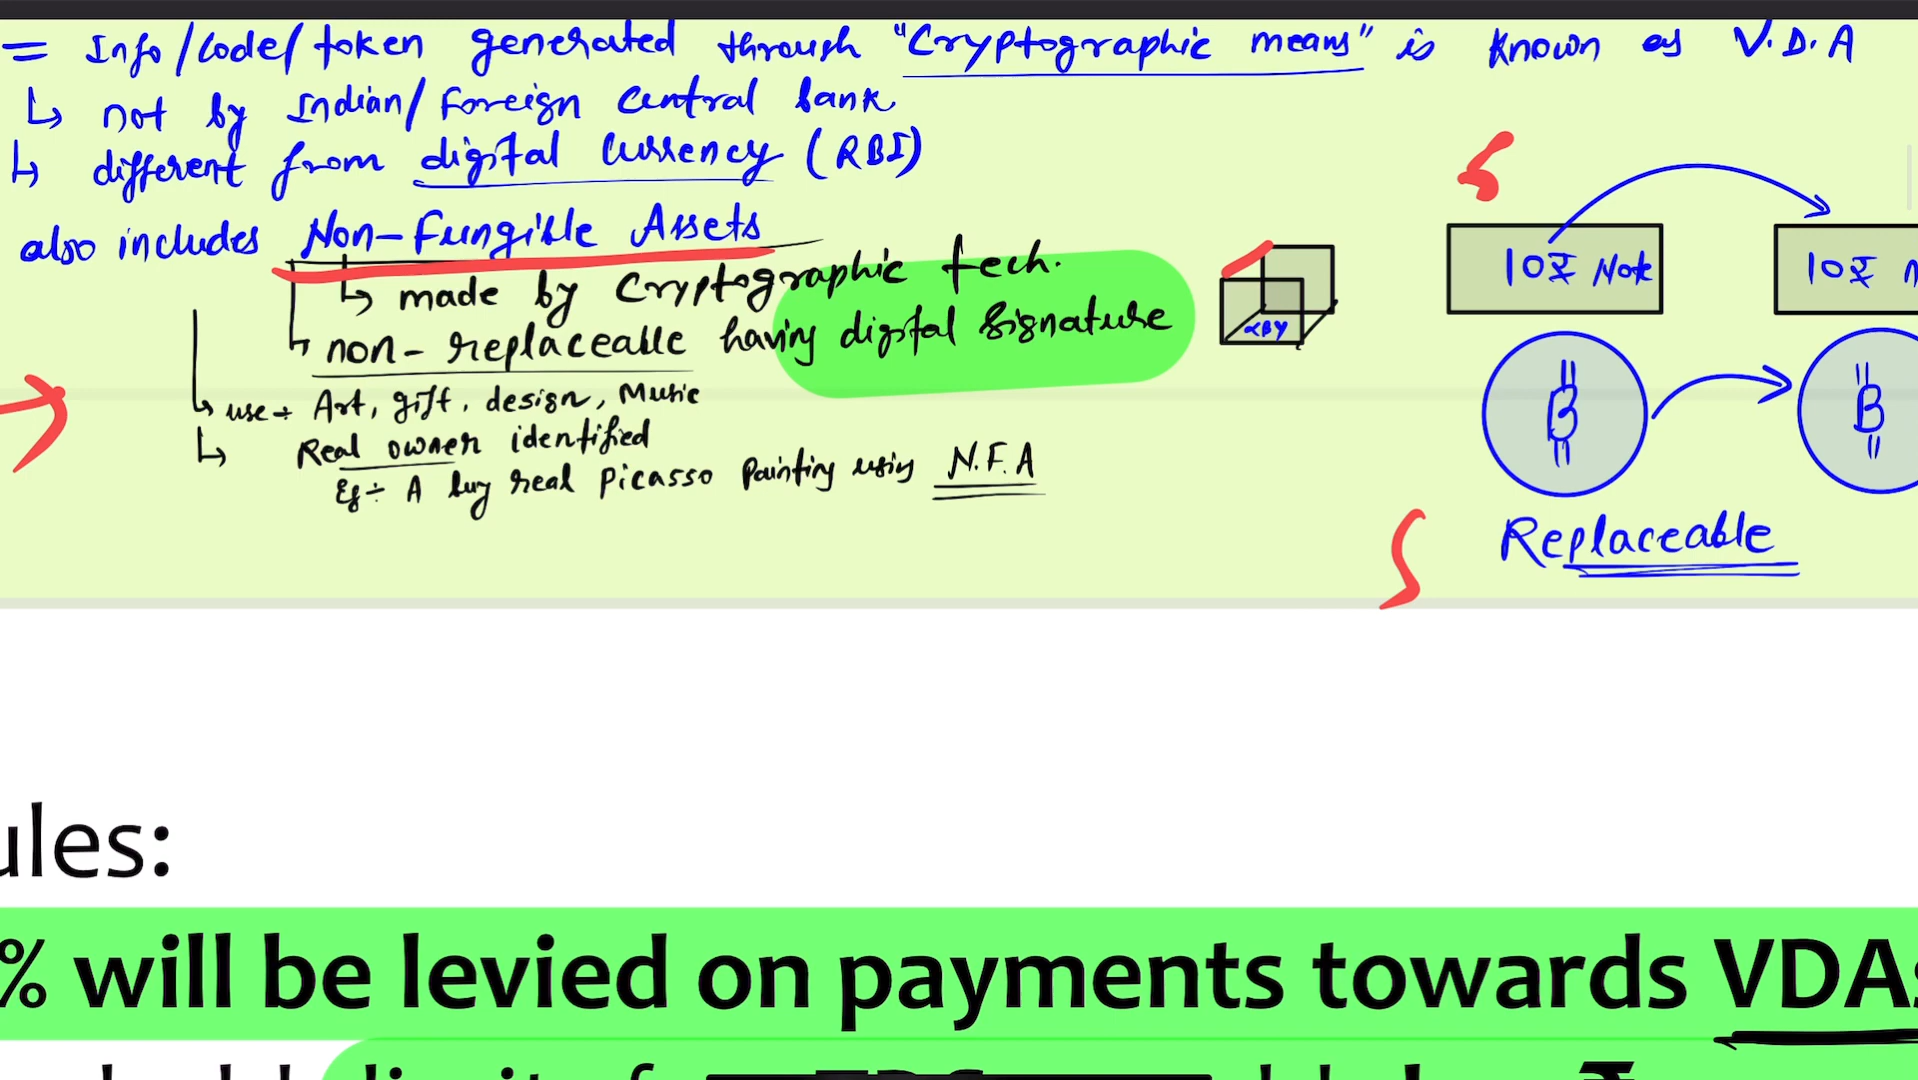 = Info/code/token generated through "Cryptographic means" is known as V.D.A
↳ not by Indian/Foreign Central bank
↳ different from digital currency (RBI)
also includes Non-Fungible Assets
↳ made by Cryptographic tech.
↳ non-replaceable having digital signature
↳ use → Art, gift, design, Music
↳ Real owner identified
Eg ÷ A buy real Picasso Painting using N.F.A
10₹ Note
10₹
B
B
Replaceable
ules:
% will be levied on payments towards VDAs